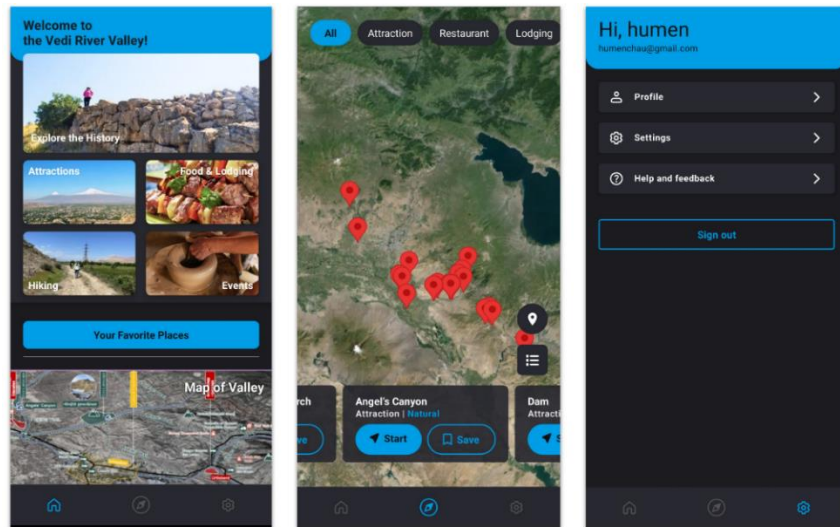 Welcome to
the Vedi River Valley!
Explore the History
Attractions
Food & Lodging
Hiking
Events
Your Favorite Places
Map of Valley
All
Attraction
Restaurant
Lodging
rch
Angel's Canyon
Attraction | Natural
Start
Save
Dam
Attracti
Hi, humen
humenchau@gmail.com
Profile
Settings
Help and feedback
Sign out